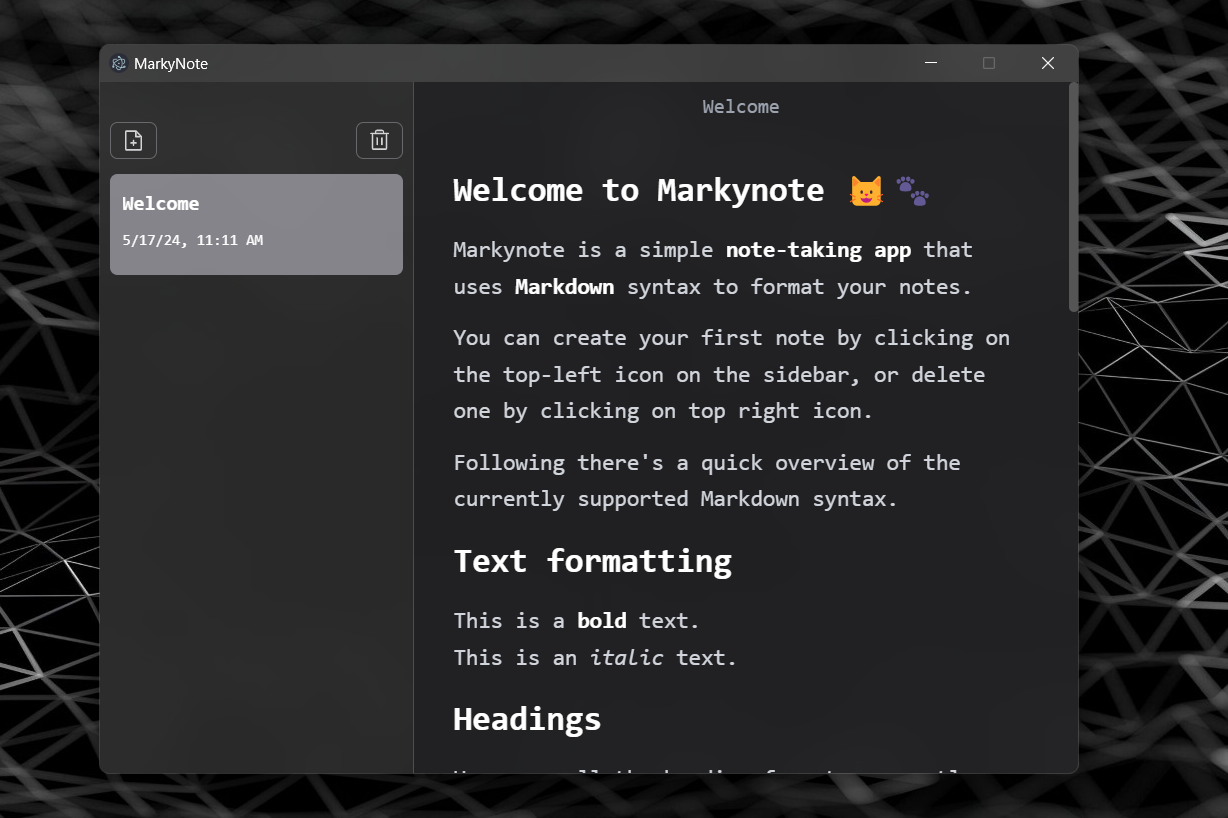 MarkyNote
Welcome
5/17/24, 11:11 AM
Welcome
Welcome to Markynote 😺 🐾
Markynote is a simple note-taking app that
uses Markdown syntax to format your notes.
You can create your first note by clicking on
the top-left icon on the sidebar, or delete
one by clicking on top right icon.
Following there's a quick overview of the
currently supported Markdown syntax.
Text formatting
This is a bold text.
This is an italic text.
Headings